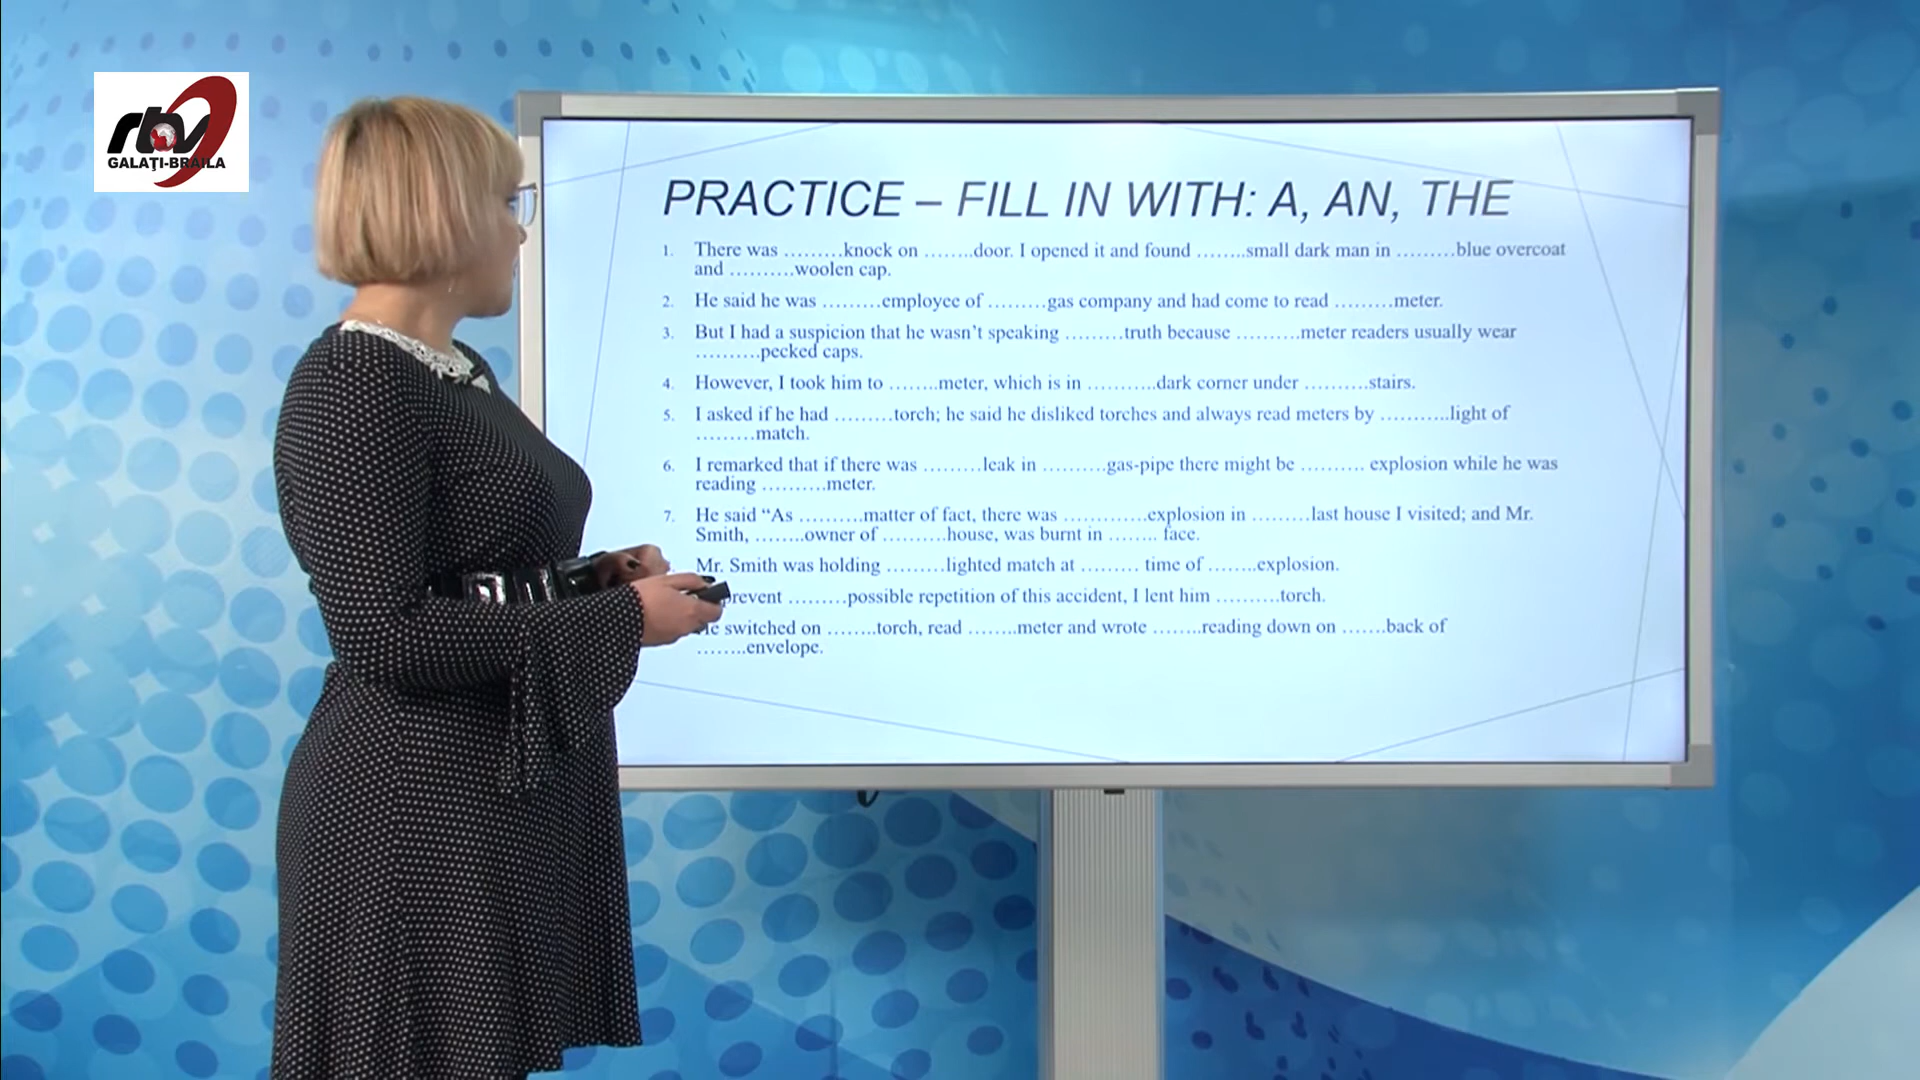 rtv
GALAŢI-BRĂILA
PRACTICE – FILL IN WITH: A, AN, THE
1. There was ………knock on ……..door. I opened it and found ……..small dark man in ………blue overcoat
and ……….woolen cap.
2. He said he was ………employee of ………gas company and had come to read ………meter.
3. But I had a suspicion that he wasn’t speaking ………truth because ……….meter readers usually wear
……….pecked caps.
4. However, I took him to ……..meter, which is in ………..dark corner under ……….stairs.
5. I asked if he had ………torch; he said he disliked torches and always read meters by ………..light of
………match.
6. I remarked that if there was ………leak in ……….gas-pipe there might be ………. explosion while he was
reading ……….meter.
7. He said “As ……….matter of fact, there was ………….explosion in ………last house I visited; and Mr.
Smith, ……..owner of ……….house, was burnt in …….. face.
Mr. Smith was holding ………lighted match at ……… time of ……..explosion.
prevent ………possible repetition of this accident, I lent him ……….torch.
He switched on ……..torch, read ……..meter and wrote ……..reading down on …….back of
……..envelope.